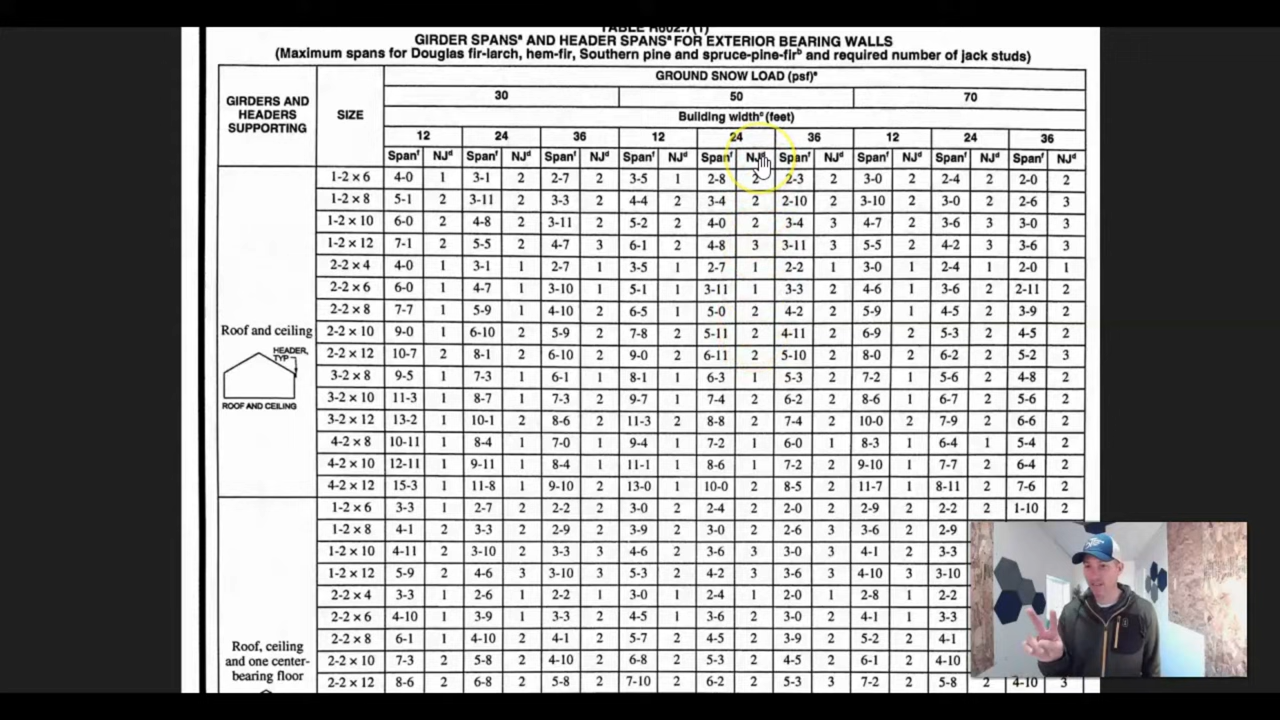 TABLE R602.7(1)
GIRDER SPANSᵃ AND HEADER SPANSᵃ FOR EXTERIOR BEARING WALLS
(Maximum spans for Douglas fir-larch, hem-fir, Southern pine and spruce-pine-firᵇ and required number of jack studs)
GIRDERS AND HEADERS SUPPORTING SIZE GROUND SNOW LOAD (psf)ᵉ
30 50 70
Building widthᶜ (feet)
12 24 36 12 24 36 12 24 36
Spanᶠ NJᵈ Spanᶠ NJᵈ Spanᶠ NJᵈ Spanᶠ NJᵈ Spanᶠ NJᵈ Spanᶠ NJᵈ Spanᶠ NJᵈ Spanᶠ NJᵈ Spanᶠ NJᵈ
1-2 × 6 4-0 1 3-1 2 2-7 2 3-5 1 2-8 2 2-3 2 3-0 2 2-4 2 2-0 2
1-2 × 8 5-1 2 3-11 2 3-3 2 4-4 2 3-4 2 2-10 2 3-10 2 3-0 2 2-6 3
1-2 × 10 6-0 2 4-8 2 3-11 2 5-2 2 4-0 2 3-4 3 4-7 2 3-6 3 3-0 3
1-2 × 12 7-1 2 5-5 2 4-7 3 6-1 2 4-8 3 3-11 3 5-5 2 4-2 3 3-6 3
2-2 × 4 4-0 1 3-1 1 2-7 1 3-5 1 2-7 1 2-2 1 3-0 1 2-4 1 2-0 1
2-2 × 6 6-0 1 4-7 1 3-10 1 5-1 1 3-11 1 3-3 2 4-6 1 3-6 2 2-11 2
2-2 × 8 7-7 1 5-9 1 4-10 2 6-5 1 5-0 2 4-2 2 5-9 1 4-5 2 3-9 2
Roof and ceiling 2-2 × 10 9-0 1 6-10 2 5-9 2 7-8 2 5-11 2 4-11 2 6-9 2 5-3 2 4-5 2
2-2 × 12 10-7 2 8-1 2 6-10 2 9-0 2 6-11 2 5-10 2 8-0 2 6-2 2 5-2 3
HEADER, TYP
3-2 × 8 9-5 1 7-3 1 6-1 1 8-1 1 6-3 1 5-3 2 7-2 1 5-6 2 4-8 2
3-2 × 10 11-3 1 8-7 1 7-3 2 9-7 1 7-4 2 6-2 2 8-6 1 6-7 2 5-6 2
ROOF AND CEILING
3-2 × 12 13-2 1 10-1 2 8-6 2 11-3 2 8-8 2 7-4 2 10-0 2 7-9 2 6-6 2
4-2 × 8 10-11 1 8-4 1 7-0 1 9-4 1 7-2 1 6-0 1 8-3 1 6-4 1 5-4 2
4-2 × 10 12-11 1 9-11 1 8-4 1 11-1 1 8-6 1 7-2 2 9-10 1 7-7 2 6-4 2
4-2 × 12 15-3 1 11-8 1 9-10 2 13-0 1 10-0 2 8-5 2 11-7 1 8-11 2 7-6 2
1-2 × 6 3-3 1 2-7 2 2-2 2 3-0 2 2-4 2 2-0 2 2-9 2 2-2 2 1-10 2
1-2 × 8 4-1 2 3-3 2 2-9 2 3-9 2 3-0 2 2-6 3 3-6 2 2-9
1-2 × 10 4-11 2 3-10 2 3-3 3 4-6 2 3-6 3 3-0 3 4-1 2 3-3
1-2 × 12 5-9 2 4-6 3 3-10 3 5-3 2 4-2 3 3-6 3 4-10 3 3-10
2-2 × 4 3-3 1 2-6 1 2-2 1 3-0 1 2-4 1 2-0 1 2-8 1 2-2
2-2 × 6 4-10 1 3-9 1 3-3 2 4-5 1 3-6 2 3-0 2 4-1 1 3-3
2-2 × 8 6-1 1 4-10 2 4-1 2 5-7 2 4-5 2 3-9 2 5-2 2 4-1
Roof, ceiling and one center-bearing floor 2-2 × 10 7-3 2 5-8 2 4-10 2 6-8 2 5-3 2 4-5 2 6-1 2 4-10
2-2 × 12 8-6 2 6-8 2 5-8 2 7-10 2 6-2 2 5-3 3 7-2 2 5-8 2 4-10 3